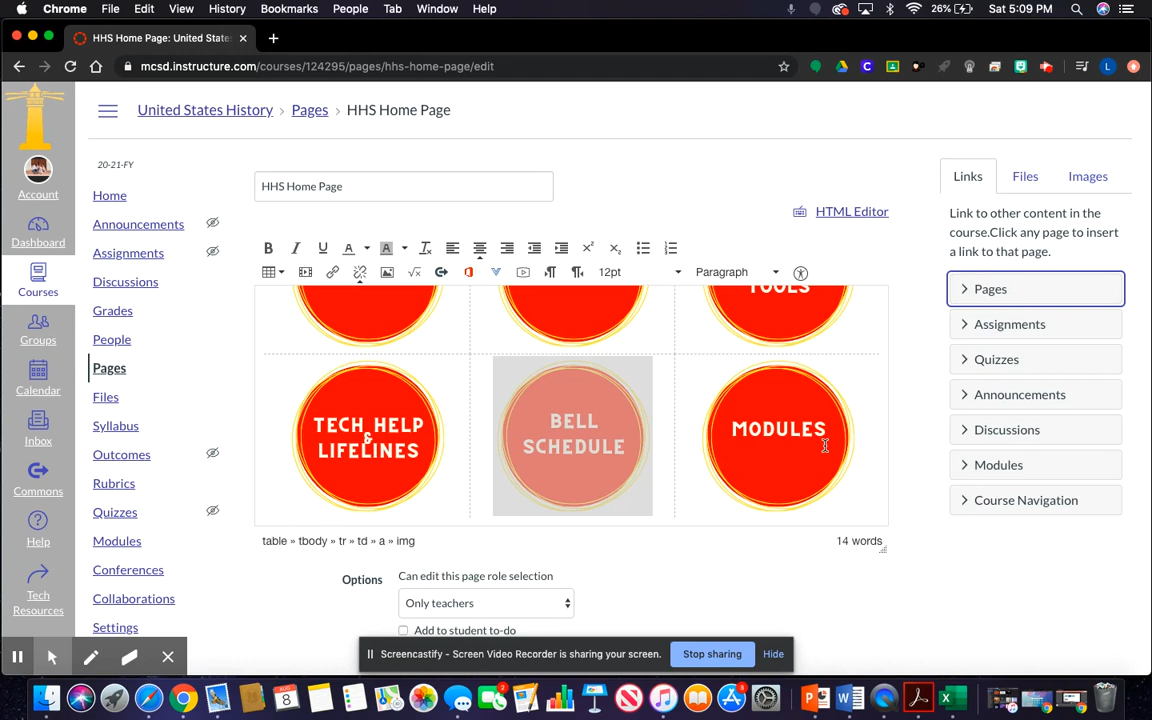 Chrome File Edit View History Bookmarks People Tab Window Help 26% Sat 5:09 PM
HHS Home Page: United State
mcsd.instructure.com/courses/124295/pages/hhs-home-page/edit
L
United States History > Pages > HHS Home Page
20-21-FY
Account
Dashboard
Courses
Groups
Calendar
Inbox
Commons
Help
Tech
Resources
Home
Announcements
Assignments
Discussions
Grades
People
Pages
Files
Syllabus
Outcomes
Rubrics
Quizzes
Modules
Conferences
Collaborations
Settings
HHS Home Page
HTML Editor
12pt Paragraph
TOOLS
TECH HELP
&
LIFELINES
BELL
SCHEDULE
MODULES
table » tbody » tr » td » a » img
14 words
Options
Can edit this page role selection
Only teachers
Add to student to-do
Links Files Images
Link to other content in the
course.Click any page to insert
a link to that page.
Pages
Assignments
Quizzes
Announcements
Discussions
Modules
Course Navigation
Screencastify - Screen Video Recorder is sharing your screen. Stop sharing Hide